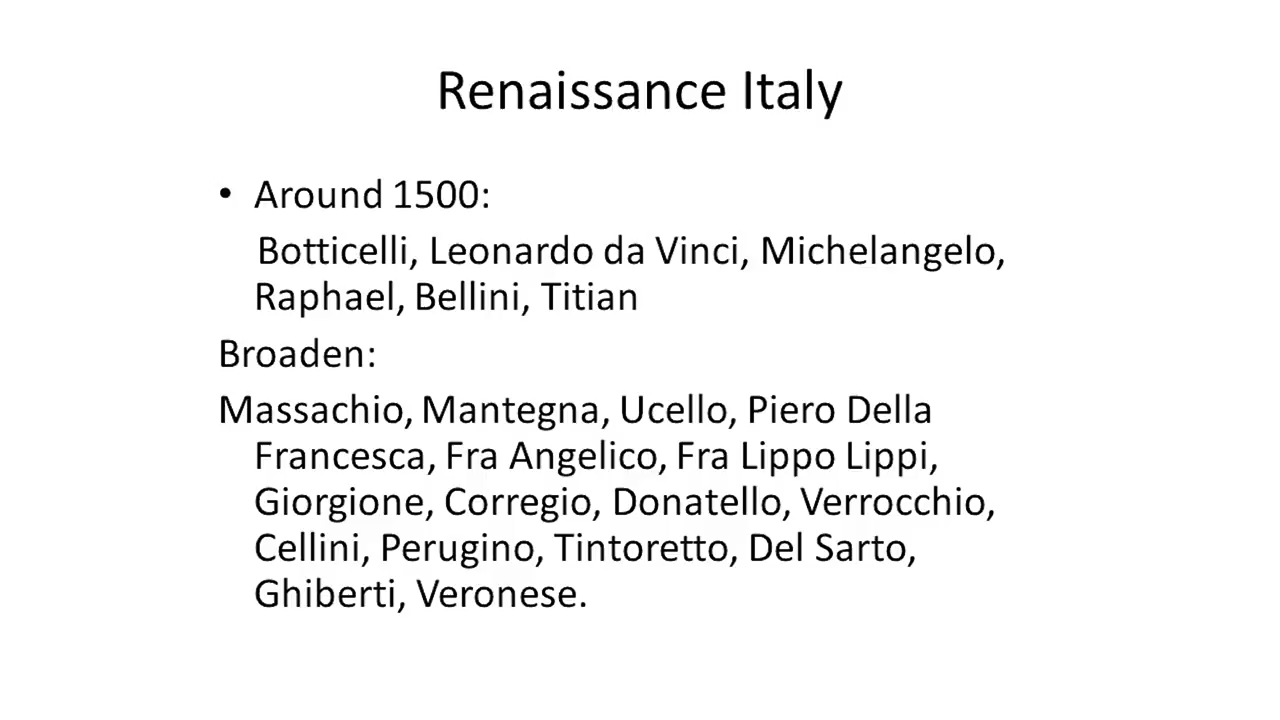 Renaissance Italy
• Around 1500:
Botticelli, Leonardo da Vinci, Michelangelo,
Raphael, Bellini, Titian
Broaden:
Massachio, Mantegna, Ucello, Piero Della
Francesca, Fra Angelico, Fra Lippo Lippi,
Giorgione, Corregio, Donatello, Verrocchio,
Cellini, Perugino, Tintoretto, Del Sarto,
Ghiberti, Veronese.